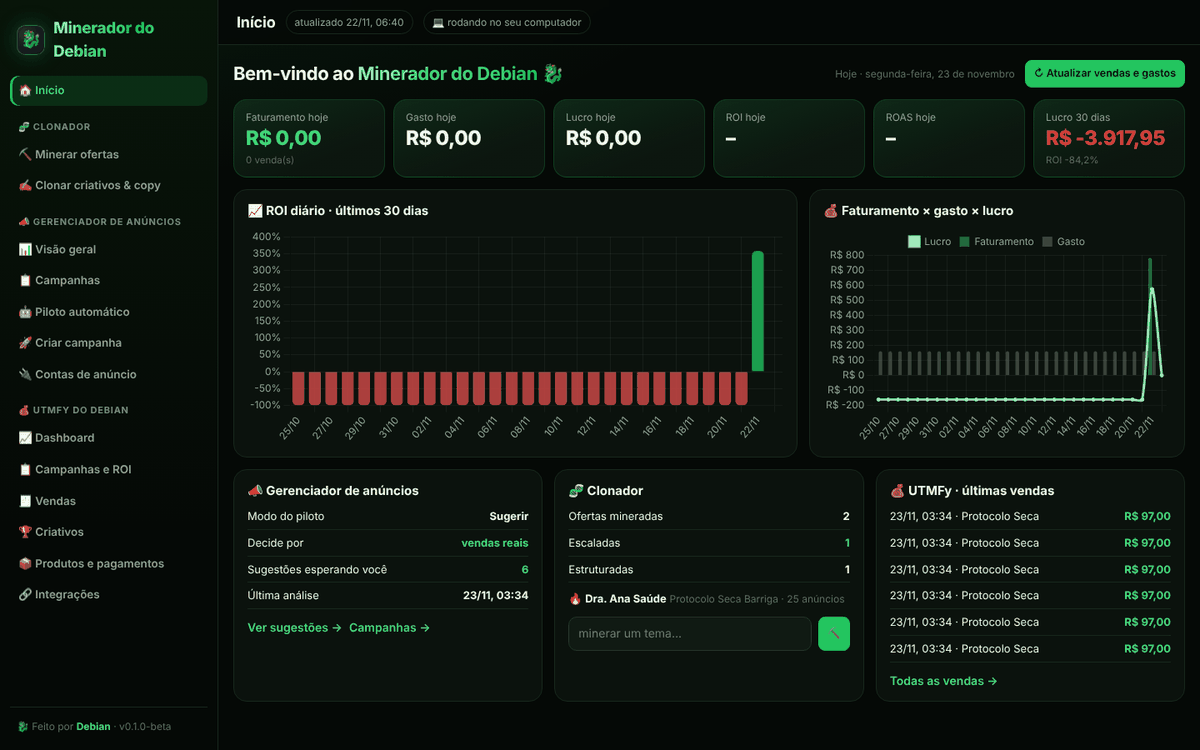 Minerador do
Debian
Início
CLONADOR
Minerar ofertas
Clonar criativos & copy
GERENCIADOR DE ANÚNCIOS
Visão geral
Campanhas
Piloto automático
Criar campanha
Contas de anúncio
UTMFY DO DEBIAN
Dashboard
Campanhas e ROI
Vendas
Criativos
Produtos e pagamentos
Integrações
Feito por Debian · v0.1.0-beta
Início
atualizado 22/11, 06:40
rodando no seu computador
Bem-vindo ao Minerador do Debian
Hoje · segunda-feira, 23 de novembro
↻ Atualizar vendas e gastos
Faturamento hoje
R$ 0,00
0 venda(s)
Gasto hoje
R$ 0,00
Lucro hoje
R$ 0,00
ROI hoje
–
ROAS hoje
–
Lucro 30 dias
R$ -3.917,95
ROI -84,2%
ROI diário · últimos 30 dias
400%
350%
300%
250%
200%
150%
100%
50%
0%
-50%
-100%
25/10
27/10
29/10
31/10
02/11
04/11
06/11
08/11
10/11
12/11
14/11
16/11
18/11
20/11
22/11
Faturamento × gasto × lucro
Lucro
Faturamento
Gasto
R$ 800
R$ 700
R$ 600
R$ 500
R$ 400
R$ 300
R$ 200
R$ 100
R$ 0
R$ -100
R$ -200
25/10
27/10
29/10
31/10
02/11
04/11
06/11
08/11
10/11
12/11
14/11
16/11
18/11
20/11
22/11
Gerenciador de anúncios
Modo do piloto Sugerir
Decide por vendas reais
Sugestões esperando você 6
Última análise 23/11, 03:34
Ver sugestões → Campanhas →
Clonador
Ofertas mineradas 2
Escaladas 1
Estruturadas 1
Dra. Ana Saúde Protocolo Seca Barriga · 25 anúncios
minerar um tema...
UTMFy · últimas vendas
23/11, 03:34 · Protocolo Seca R$ 97,00
23/11, 03:34 · Protocolo Seca R$ 97,00
23/11, 03:34 · Protocolo Seca R$ 97,00
23/11, 03:34 · Protocolo Seca R$ 97,00
23/11, 03:34 · Protocolo Seca R$ 97,00
23/11, 03:34 · Protocolo Seca R$ 97,00
Todas as vendas →